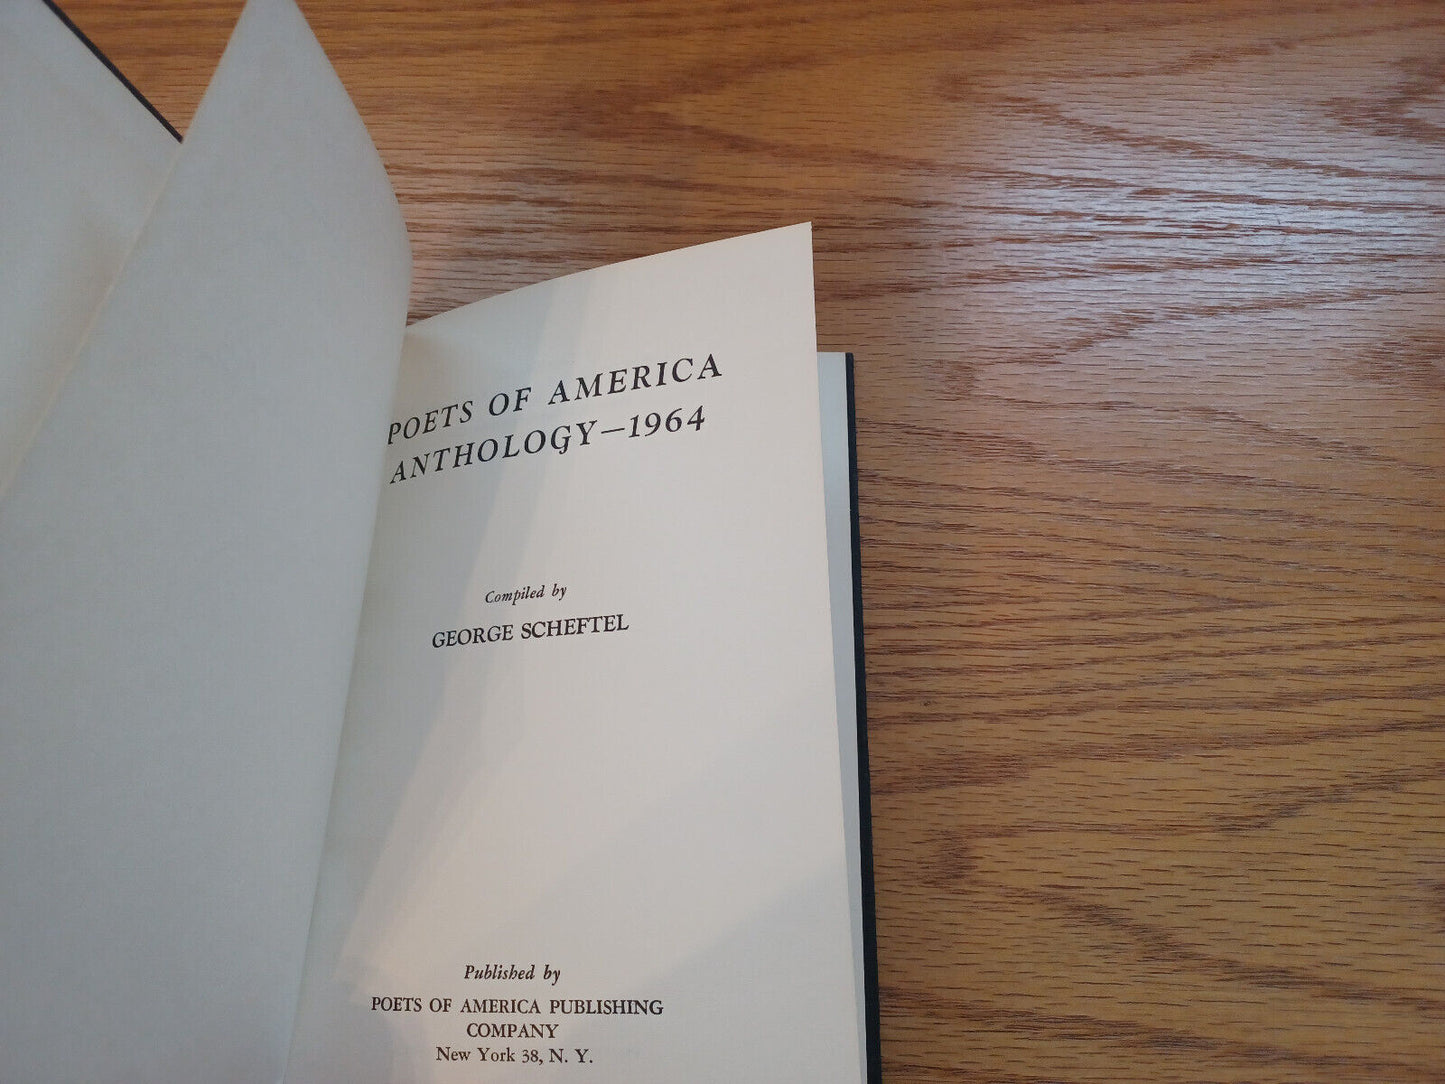 POETS OF AMERICA
ANTHOLOGY—1964
Compiled by
GEORGE SCHEFTEL
Published by
POETS OF AMERICA PUBLISHING
COMPANY
New York 38, N. Y.